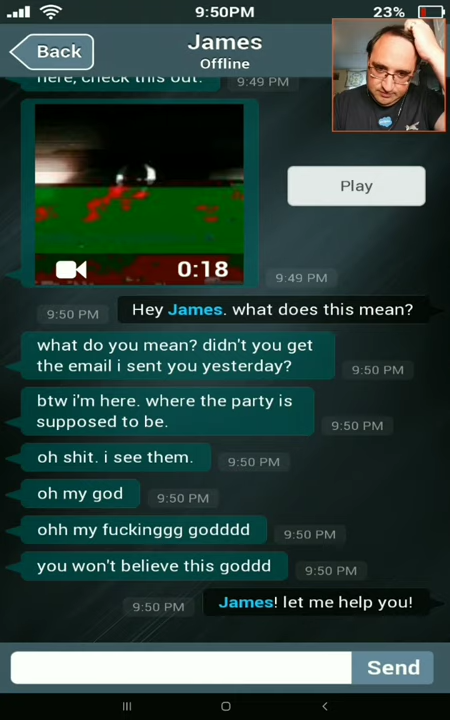 9:50PM
23%
Back
James
Offline
here, check this out.
9:49 PM
Play
0:18
9:49 PM
9:50 PM
Hey James. what does this mean?
what do you mean? didn't you get
the email i sent you yesterday?
9:50 PM
btw i'm here. where the party is
supposed to be.
9:50 PM
oh shit. i see them.
9:50 PM
oh my god
9:50 PM
ohh my fuckinggg godddd
9:50 PM
you won't believe this goddd
9:50 PM
9:50 PM
James! let me help you!
Send